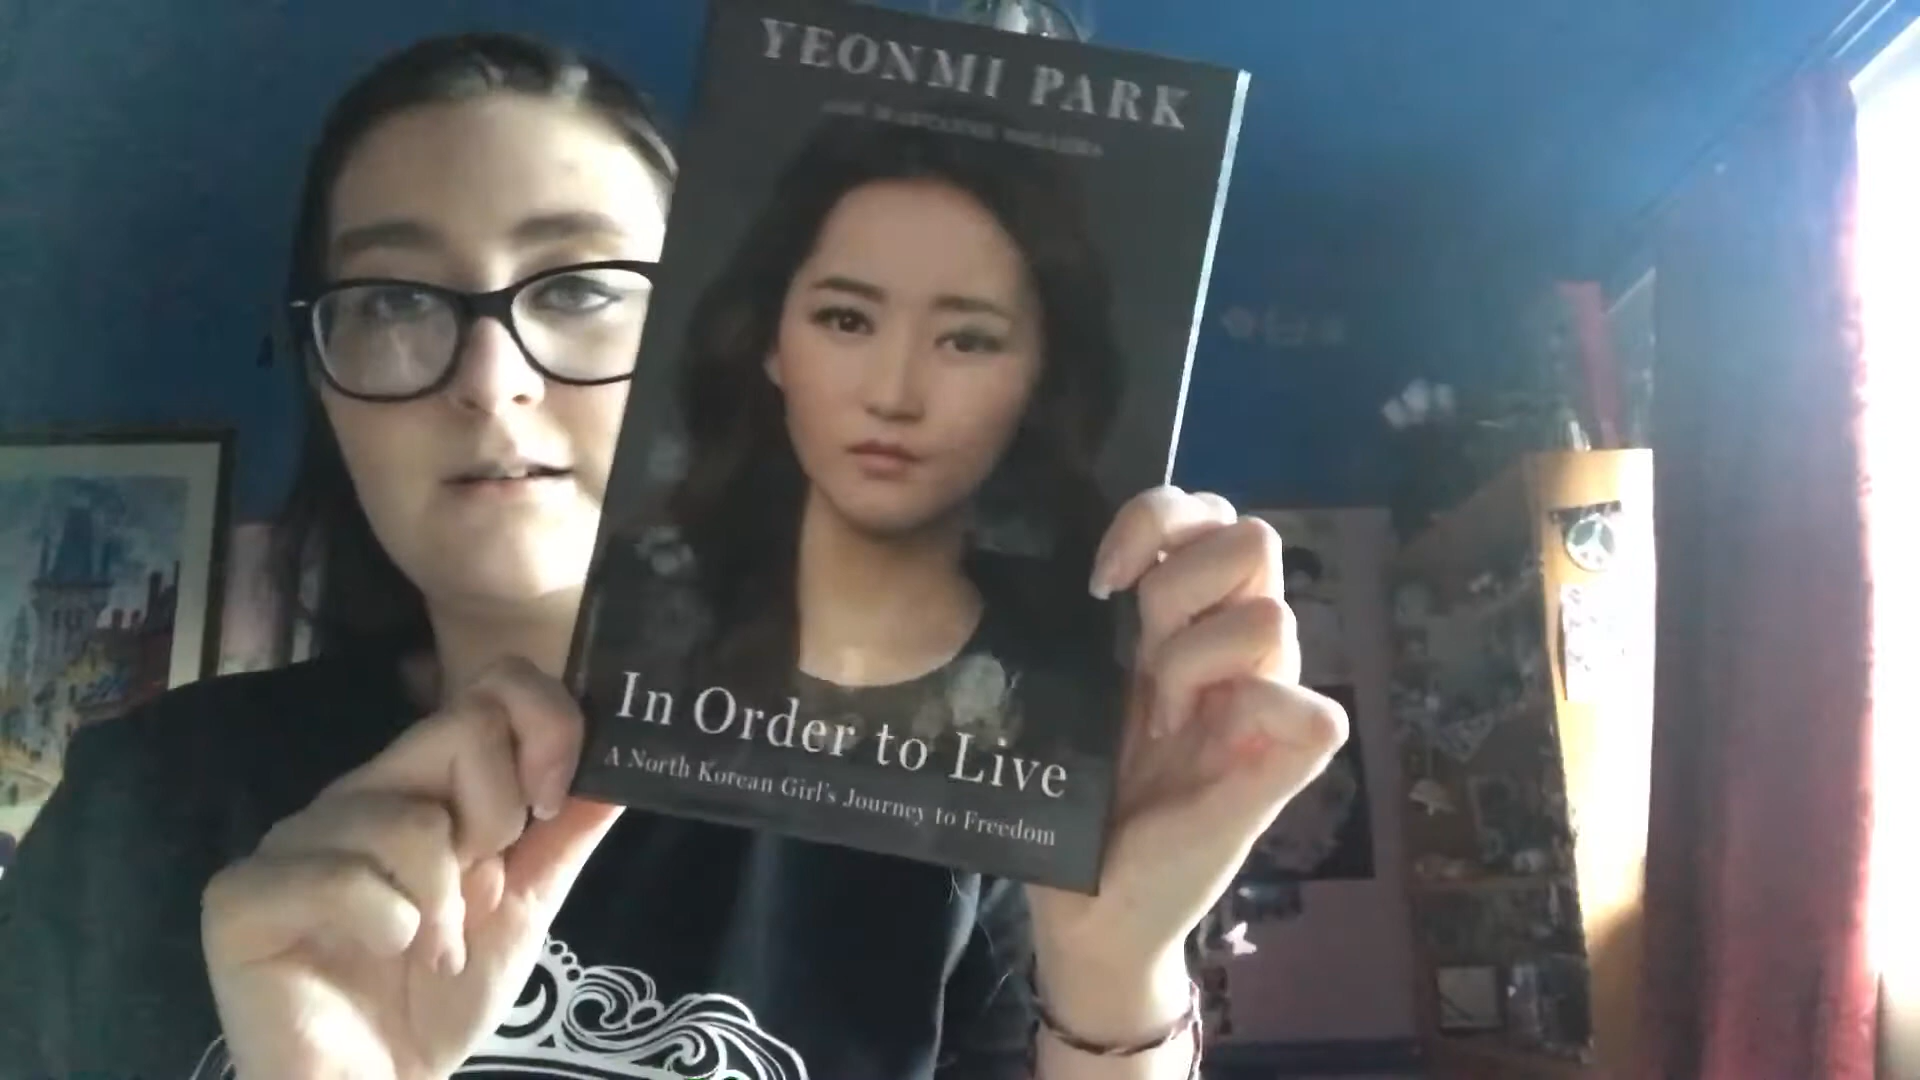 YEONMI PARK
In Order to Live
A North Korean Girl's Journey to Freedom